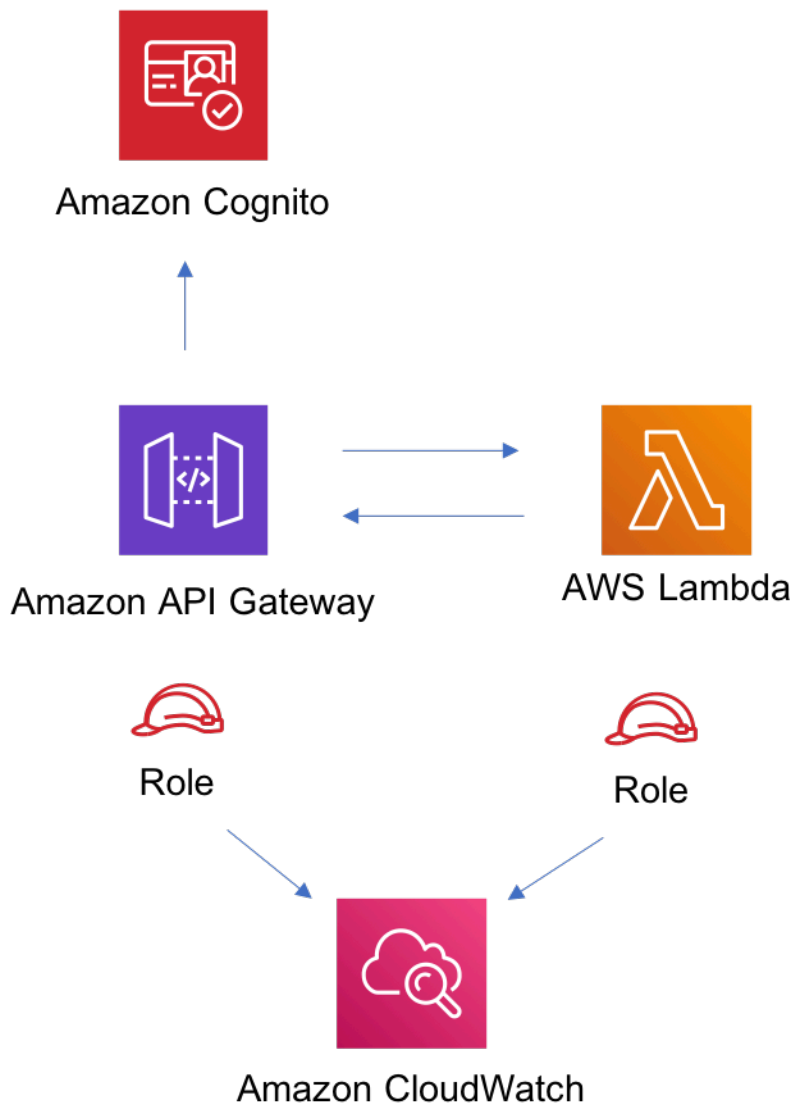 Amazon Cognito
</>
Amazon API Gateway
AWS Lambda
Role
Role
Amazon CloudWatch